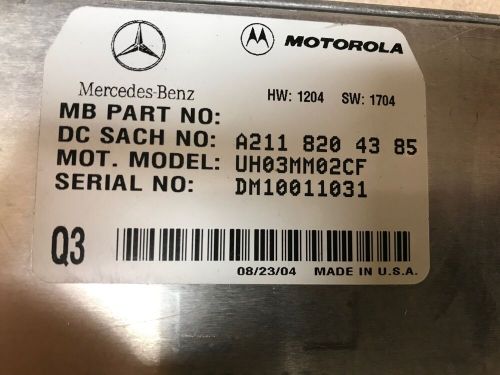 MOTOROLA
Mercedes-Benz
HW: 1204 SW: 1704
MB PART NO:
DC SACH NO: A211 820 43 85
MOT. MODEL: UH03MM02CF
SERIAL NO: DM10011031
Q3
08/23/04 MADE IN U.S.A.